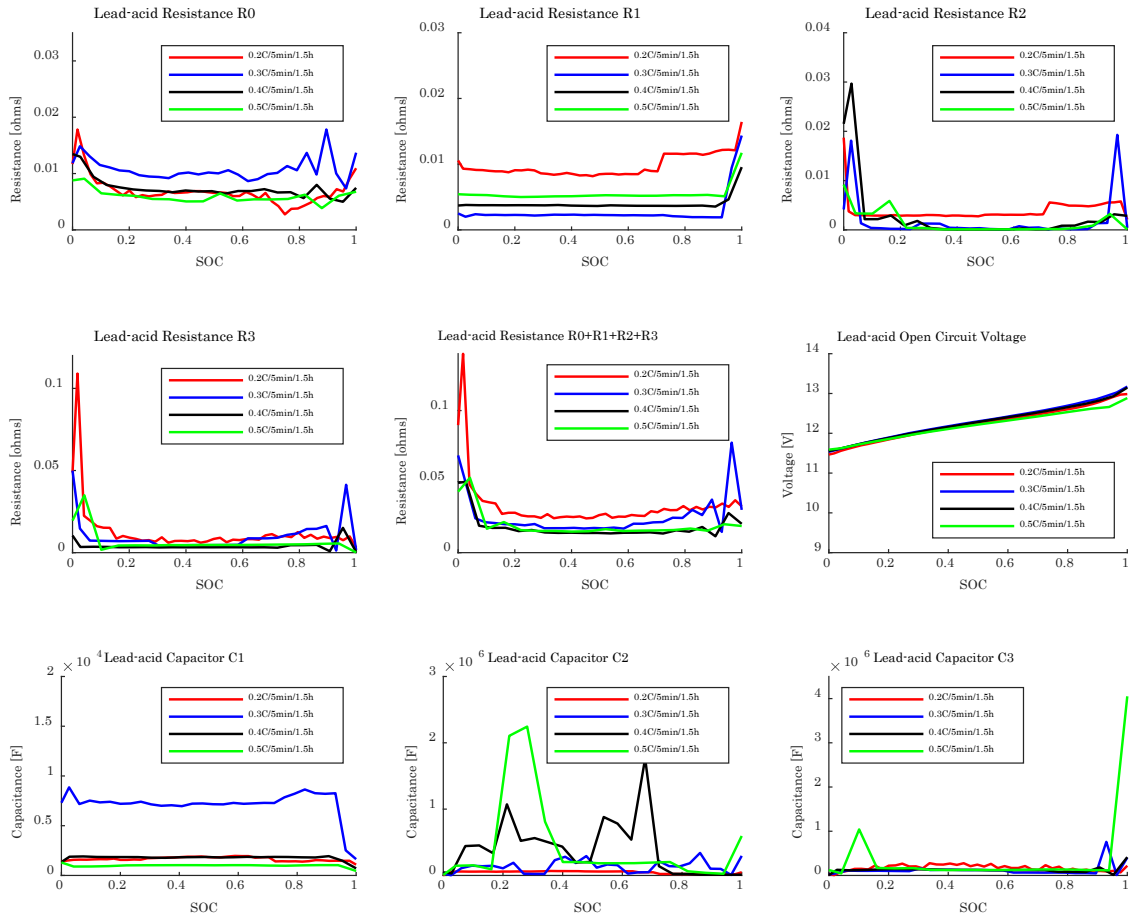 Lead-acid Resistance R0
0.03
0.02
0.01
0
Resistance [ohms]
0.2C/5min/1.5h
0.3C/5min/1.5h
0.4C/5min/1.5h
0.5C/5min/1.5h
0 0.2 0.4 0.6 0.8 1
SOC
Lead-acid Resistance R1
0.03
0.02
0.01
0
Resistance [ohms]
0.2C/5min/1.5h
0.3C/5min/1.5h
0.4C/5min/1.5h
0.5C/5min/1.5h
0 0.2 0.4 0.6 0.8 1
SOC
Lead-acid Resistance R2
0.04
0.03
0.02
0.01
0
Resistance [ohms]
0.2C/5min/1.5h
0.3C/5min/1.5h
0.4C/5min/1.5h
0.5C/5min/1.5h
0 0.2 0.4 0.6 0.8 1
SOC
Lead-acid Resistance R3
0.1
0.05
0
Resistance [ohms]
0.2C/5min/1.5h
0.3C/5min/1.5h
0.4C/5min/1.5h
0.5C/5min/1.5h
0 0.2 0.4 0.6 0.8 1
SOC
Lead-acid Resistance R0+R1+R2+R3
0.1
0.05
0
Resistance [ohms]
0.2C/5min/1.5h
0.3C/5min/1.5h
0.4C/5min/1.5h
0.5C/5min/1.5h
0 0.2 0.4 0.6 0.8 1
SOC
Lead-acid Open Circuit Voltage
14
13
12
11
10
9
Voltage [V]
0.2C/5min/1.5h
0.3C/5min/1.5h
0.4C/5min/1.5h
0.5C/5min/1.5h
0 0.2 0.4 0.6 0.8 1
SOC
× 10 4 Lead-acid Capacitor C1
2
1.5
1
0.5
0
Capacitance [F]
0.2C/5min/1.5h
0.3C/5min/1.5h
0.4C/5min/1.5h
0.5C/5min/1.5h
0 0.2 0.4 0.6 0.8 1
SOC
× 10 6 Lead-acid Capacitor C2
3
2
1
0
Capacitance [F]
0.2C/5min/1.5h
0.3C/5min/1.5h
0.4C/5min/1.5h
0.5C/5min/1.5h
0 0.2 0.4 0.6 0.8 1
SOC
× 10 6 Lead-acid Capacitor C3
4
3
2
1
0
Capacitance [F]
0.2C/5min/1.5h
0.3C/5min/1.5h
0.4C/5min/1.5h
0.5C/5min/1.5h
0 0.2 0.4 0.6 0.8 1
SOC